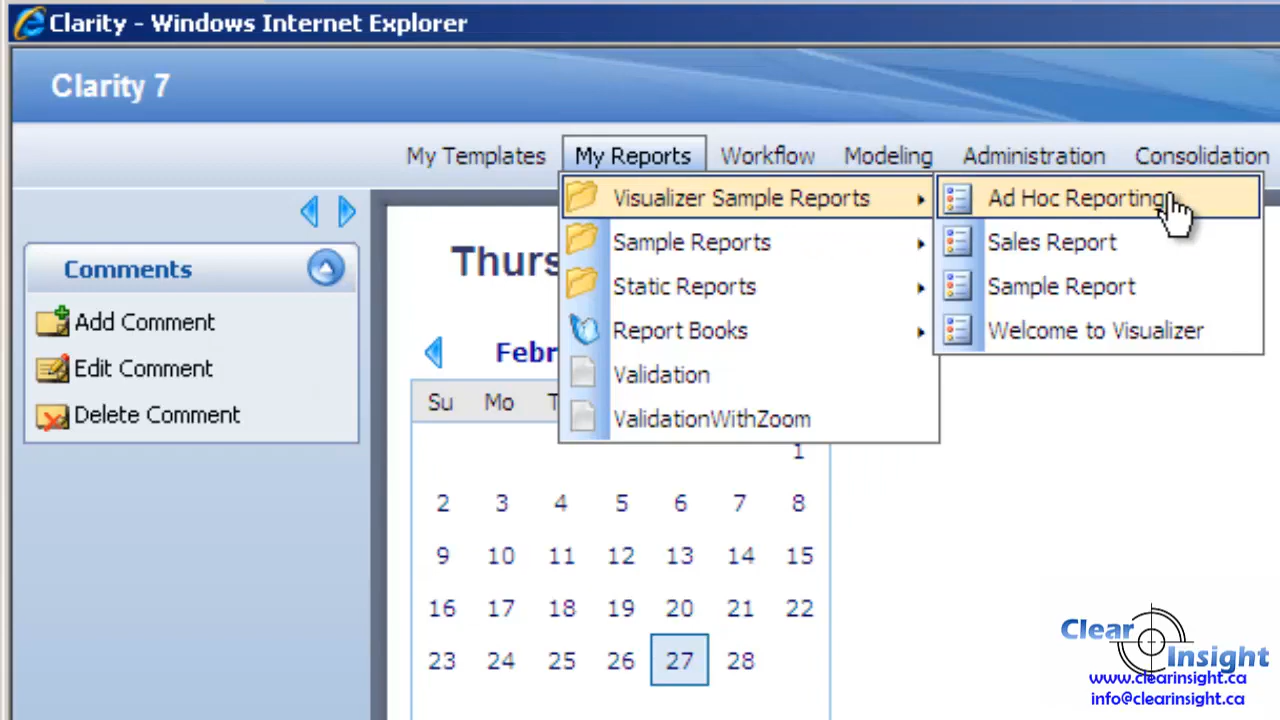 Clarity - Windows Internet Explorer
Clarity 7
My Templates My Reports Workflow Modeling Administration Consolidation
Visualizer Sample Reports
Sample Reports
Static Reports
Report Books
Validation
ValidationWithZoom
Ad Hoc Reporting
Sales Report
Sample Report
Welcome to Visualizer
Comments
Add Comment
Edit Comment
Delete Comment
Thurs
Febr
Su Mo T
1
2 3 4 5 6 7 8
9 10 11 12 13 14 15
16 17 18 19 20 21 22
23 24 25 26 27 28
Clear
Insight
www.clearinsight.ca
info@clearinsight.ca